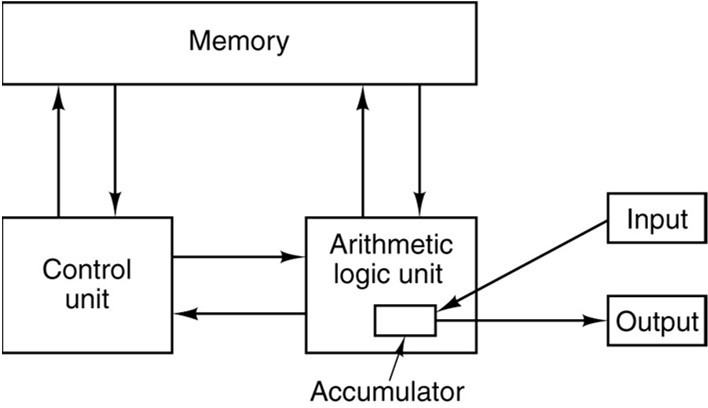 Memory
Control
unit
Arithmetic
logic unit
Input
Output
Accumulator